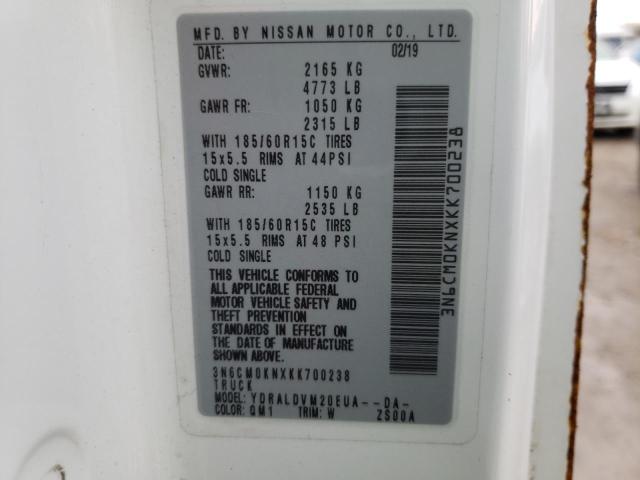 MFD. BY NISSAN MOTOR CO., LTD.
DATE: 02/19
GVWR: 2165 KG
4773 LB
GAWR FR: 1050 KG
2315 LB
WITH 185/60R15C TIRES
15x5.5 RIMS AT 44PSI
COLD SINGLE
GAWR RR: 1150 KG
2535 LB
WITH 185/60R15C TIRES
15x5.5 RIMS AT 48 PSI
COLD SINGLE
THIS VEHICLE CONFORMS TO
ALL APPLICABLE FEDERAL
MOTOR VEHICLE SAFETY AND
THEFT PREVENTION
STANDARDS IN EFFECT ON
THE DATE OF MANUFACTURE
SHOWN ABOVE.
3N6CM0KNXKK700238
TRUCK
MODEL: YDRALDVM20EUA--DA-
COLOR: QM1 TRIM: W ZS00A
3N6CM0KNXKK700238